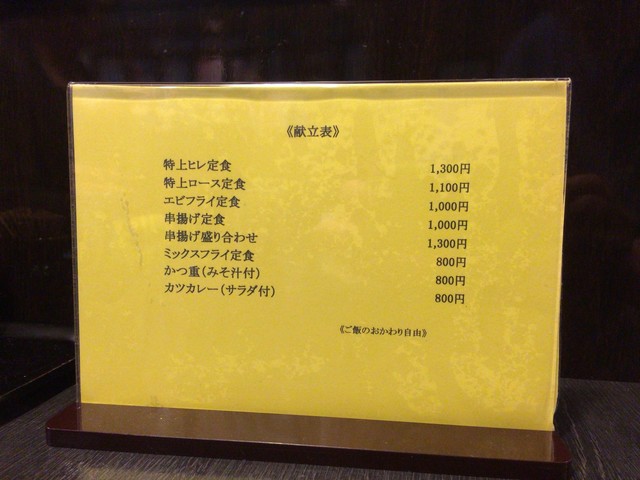 《献立表》
特上ヒレ定食 1,300円
特上ロース定食 1,100円
エビフライ定食 1,000円
串揚げ定食 1,000円
串揚げ盛り合わせ 1,300円
ミックスフライ定食 800円
かつ重（みそ汁付） 800円
カツカレー（サラダ付） 800円
《ご飯のおかわり自由》